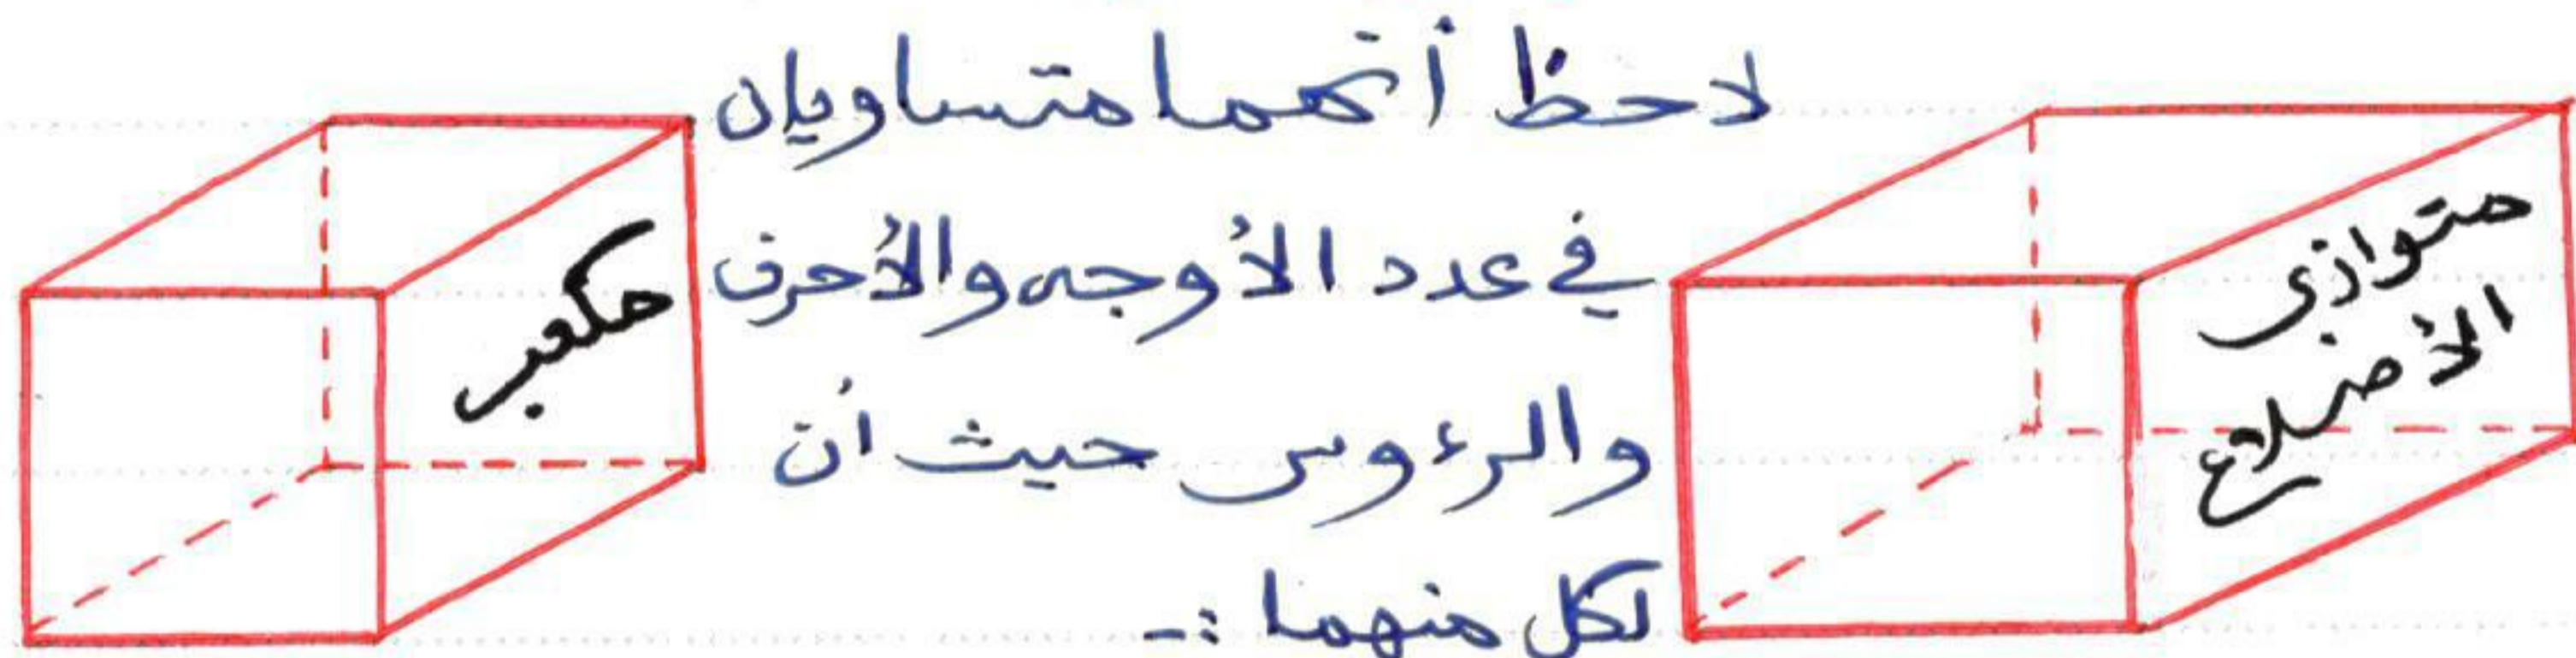 لاحظ أنهما متساويان
في عدد الأوجه والأحرف
والرءوس حيث أن
لكل منهما :-
متوازي
الأضلاع
مكعب